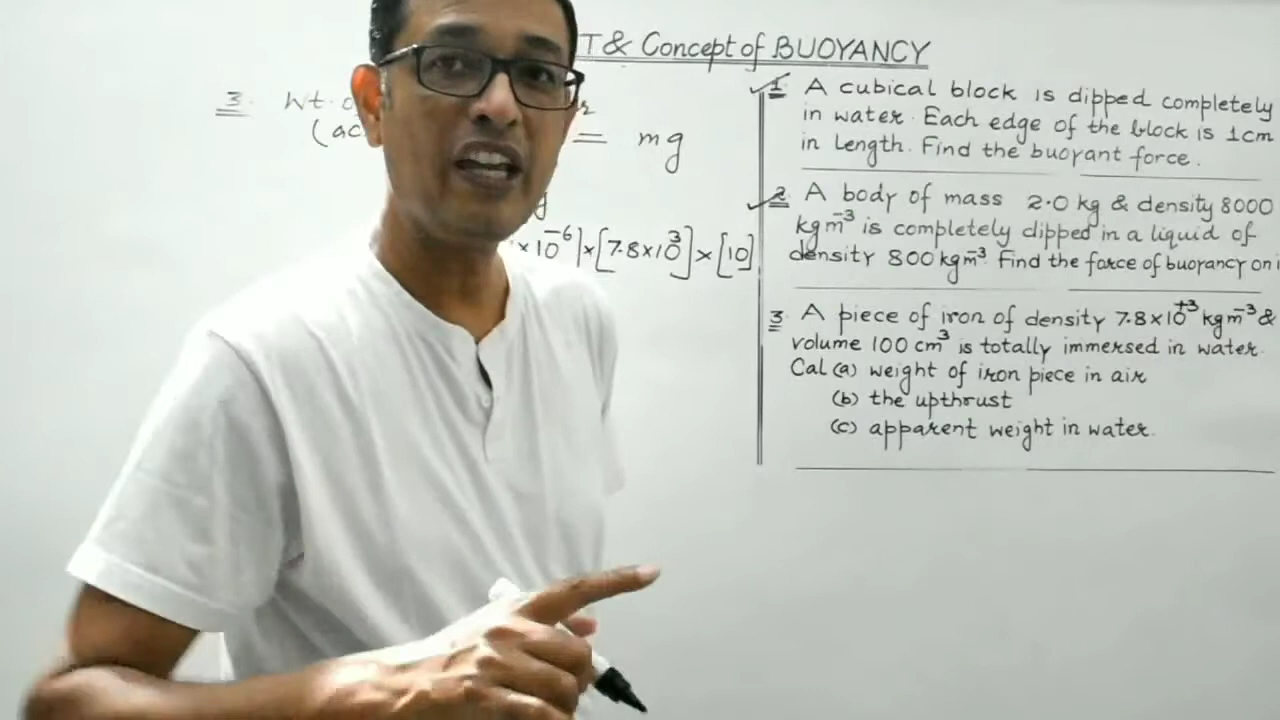 T & Concept of BUOYANCY
3. Wt. o
(ac
= mg
×10⁻⁶]×[7.8×10³]×[10]
1. A cubical block is dipped completely
in water. Each edge of the block is 1cm
in length. Find the buoyant force.
2. A body of mass 2.0 kg & density 8000
kgm⁻³ is completely dipped in a liquid of
density 800 kgm⁻³. Find the force of buoyancy on i
3. A piece of iron of density 7.8×10⁺³ kgm⁻³ &
volume 100 cm³ is totally immersed in water.
Cal (a) weight of iron piece in air
(b) the upthrust
(c) apparent weight in water.